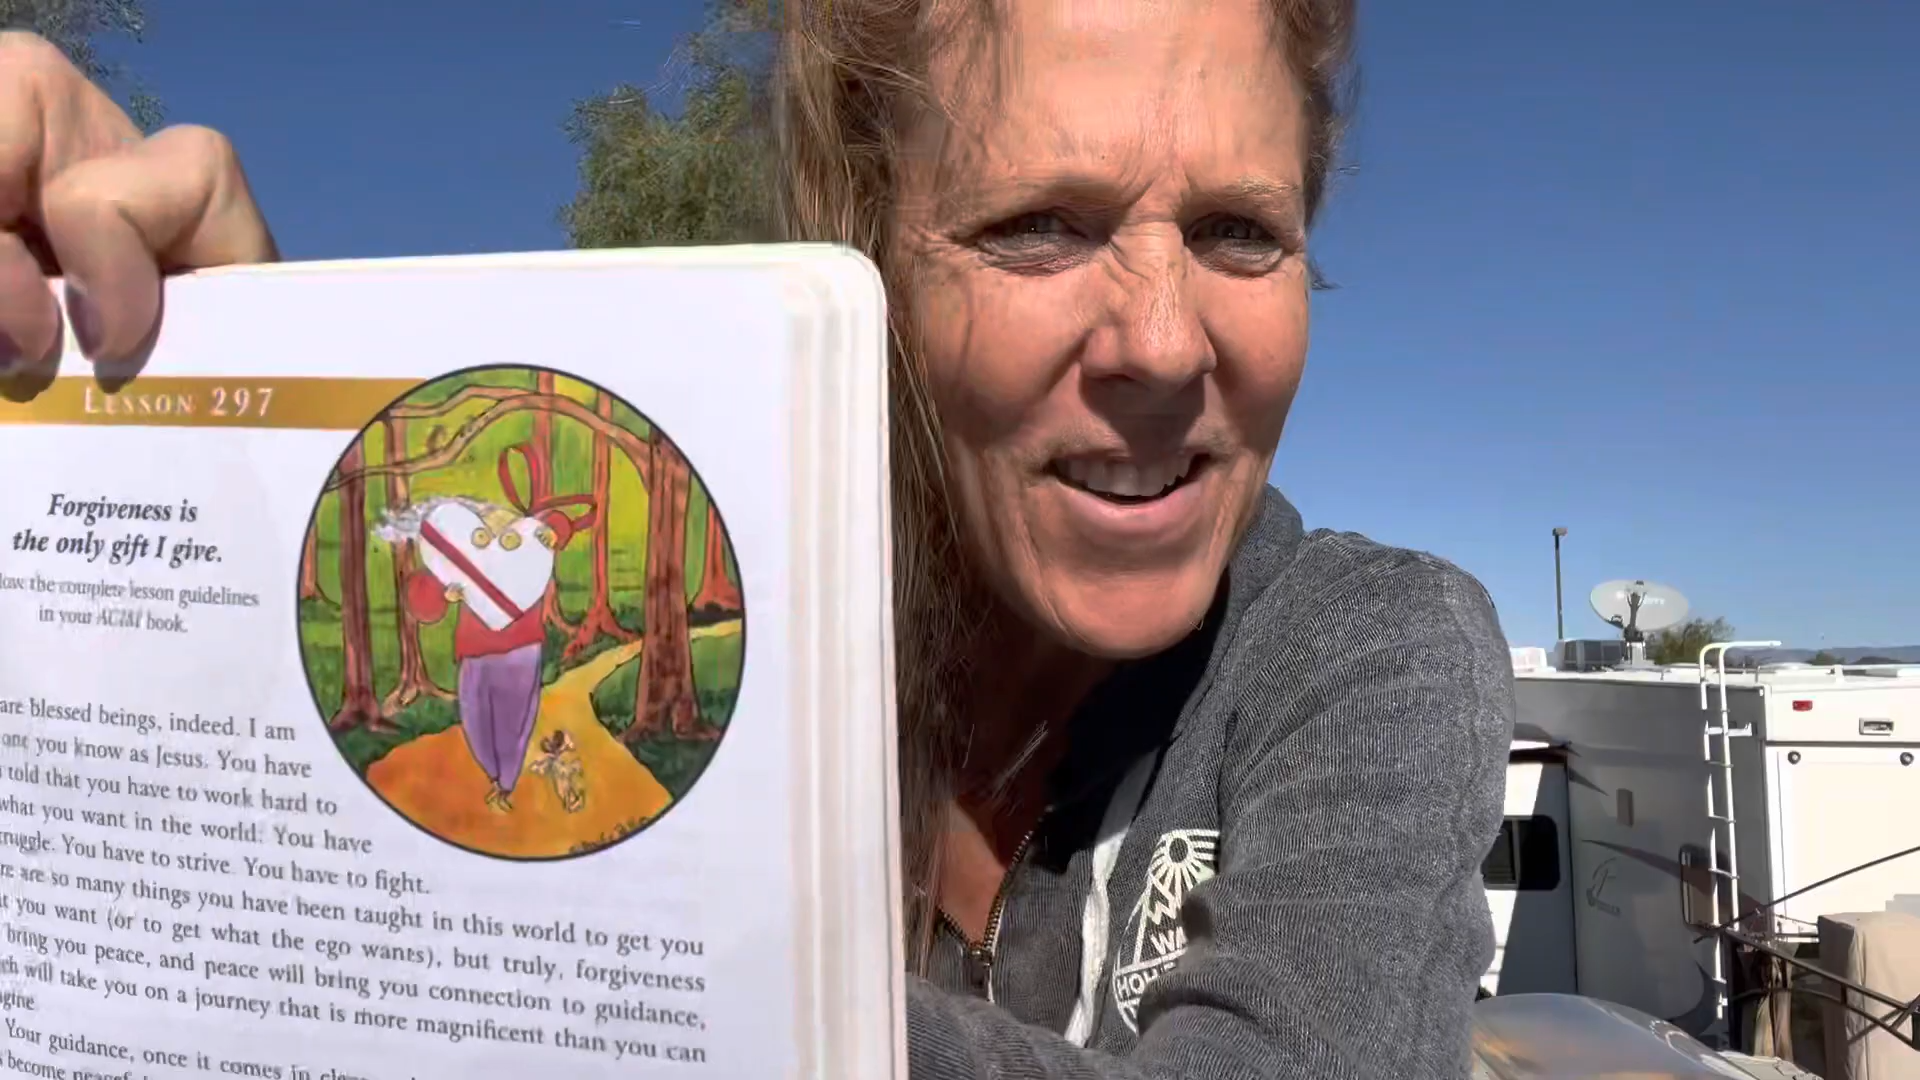 LESSON 297
Forgiveness is
the only gift I give.
the complete lesson guidelines
in your ACIM book.
are blessed beings, indeed. I am
one you know as Jesus. You have
told that you have to work hard to
what you want in the world. You have
struggle. You have to strive. You have to fight.
are so many things you have been taught in this world to get you
you want (or to get what the ego wants), but truly, forgiveness
bring you peace, and peace will bring you connection to guidance,
will take you on a journey that is more magnificent than you can
Your guidance, once it comes in
become
WA
HO